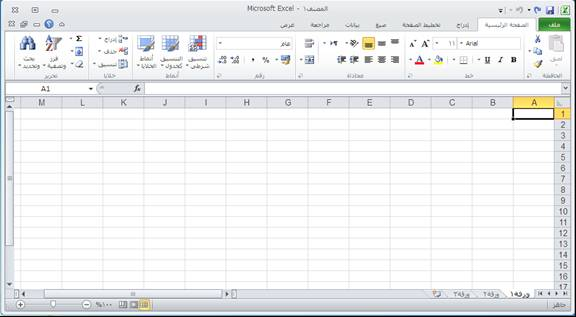 المصنف١ - Microsoft Excel
ملف الصفحة الرئيسية إدراج تخطيط الصفحة صيغ بيانات مراجعة عرض
لصق
Arial ١١
عام
تنسيق شرطي
تنسيق كجدول
أنماط الخلايا
إدراج
حذف
تنسيق
فرز وتصفية
بحث وتحديد
الحافظة خط محاذاة رقم أنماط خلايا تحرير
A1 fx
A B C D E F G H I J K L M
1
2
3
4
5
6
7
8
9
10
11
12
13
14
15
16
17
ورقة١ ورقة٢ ورقة٣
جاهز ١٠٠%